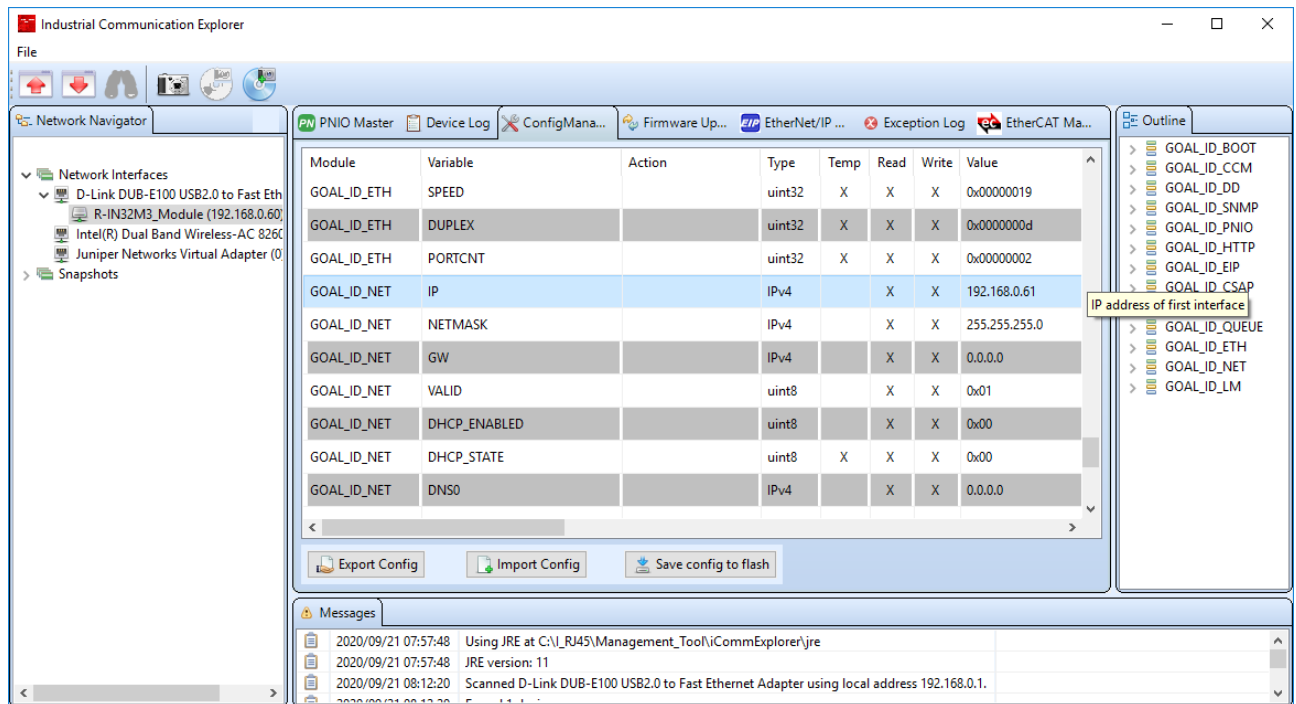 Industrial Communication Explorer
File
Network Navigator
Network Interfaces
D-Link DUB-E100 USB2.0 to Fast Eth
R-IN32M3_Module (192.168.0.60)
Intel(R) Dual Band Wireless-AC 8260
Juniper Networks Virtual Adapter (0
Snapshots
PN PNIO Master Device Log ConfigMana... Firmware Up... EIP EtherNet/IP ... Exception Log EC EtherCAT Ma...
Module Variable Action Type Temp Read Write Value
GOAL_ID_ETH SPEED uint32 X X X 0x00000019
GOAL_ID_ETH DUPLEX uint32 X X X 0x0000000d
GOAL_ID_ETH PORTCNT uint32 X X X 0x00000002
GOAL_ID_NET IP IPv4 X X 192.168.0.61
GOAL_ID_NET NETMASK IPv4 X X 255.255.255.0
GOAL_ID_NET GW IPv4 X X 0.0.0.0
GOAL_ID_NET VALID uint8 X X 0x01
GOAL_ID_NET DHCP_ENABLED uint8 X X 0x00
GOAL_ID_NET DHCP_STATE uint8 X X X 0x00
GOAL_ID_NET DNS0 IPv4 X X 0.0.0.0
Export Config Import Config Save config to flash
Outline
GOAL_ID_BOOT
GOAL_ID_CCM
GOAL_ID_DD
GOAL_ID_SNMP
GOAL_ID_PNIO
GOAL_ID_HTTP
GOAL_ID_EIP
GOAL_ID_CSAP
IP address of first interface
GOAL_ID_QUEUE
GOAL_ID_ETH
GOAL_ID_NET
GOAL_ID_LM
Messages
2020/09/21 07:57:48 Using JRE at C:\I_RJ45\Management_Tool\iCommExplorer\jre
2020/09/21 07:57:48 JRE version: 11
2020/09/21 08:12:20 Scanned D-Link DUB-E100 USB2.0 to Fast Ethernet Adapter using local address 192.168.0.1.